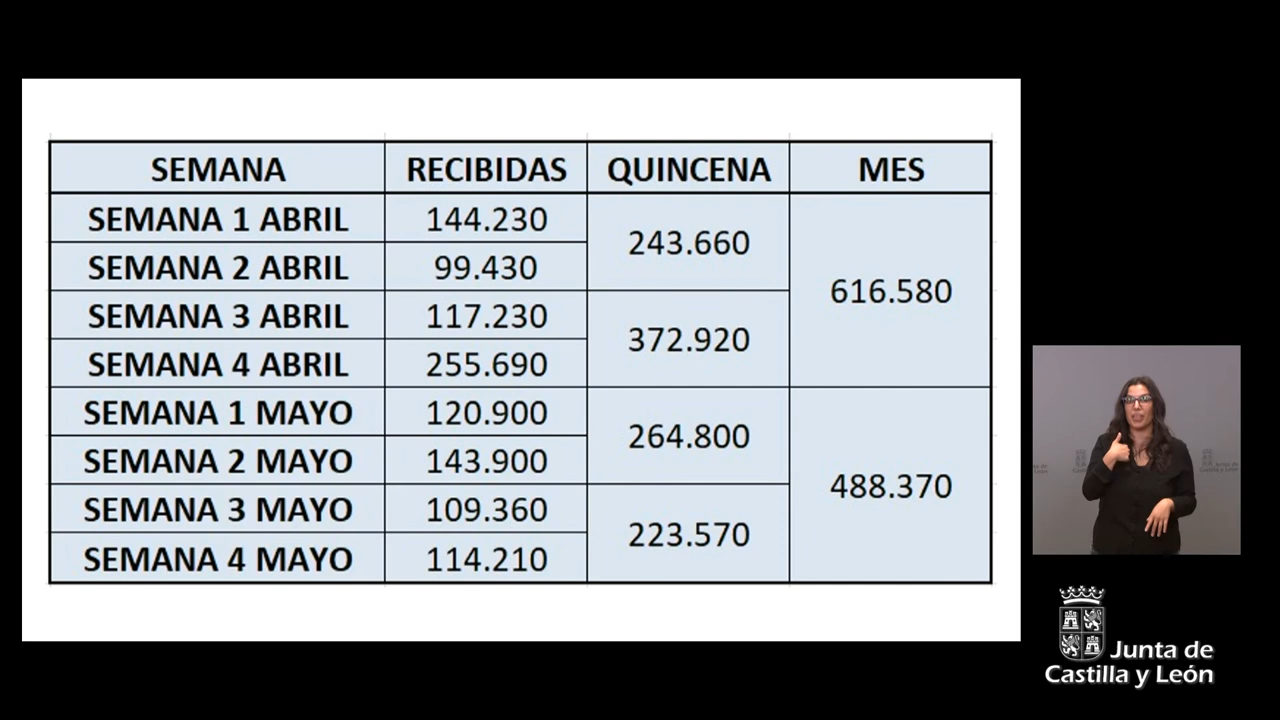 SEMANA RECIBIDAS QUINCENA MES
SEMANA 1 ABRIL 144.230 243.660 616.580
SEMANA 2 ABRIL 99.430
SEMANA 3 ABRIL 117.230 372.920
SEMANA 4 ABRIL 255.690
SEMANA 1 MAYO 120.900 264.800 488.370
SEMANA 2 MAYO 143.900
SEMANA 3 MAYO 109.360 223.570
SEMANA 4 MAYO 114.210
Junta de
Castilla y León